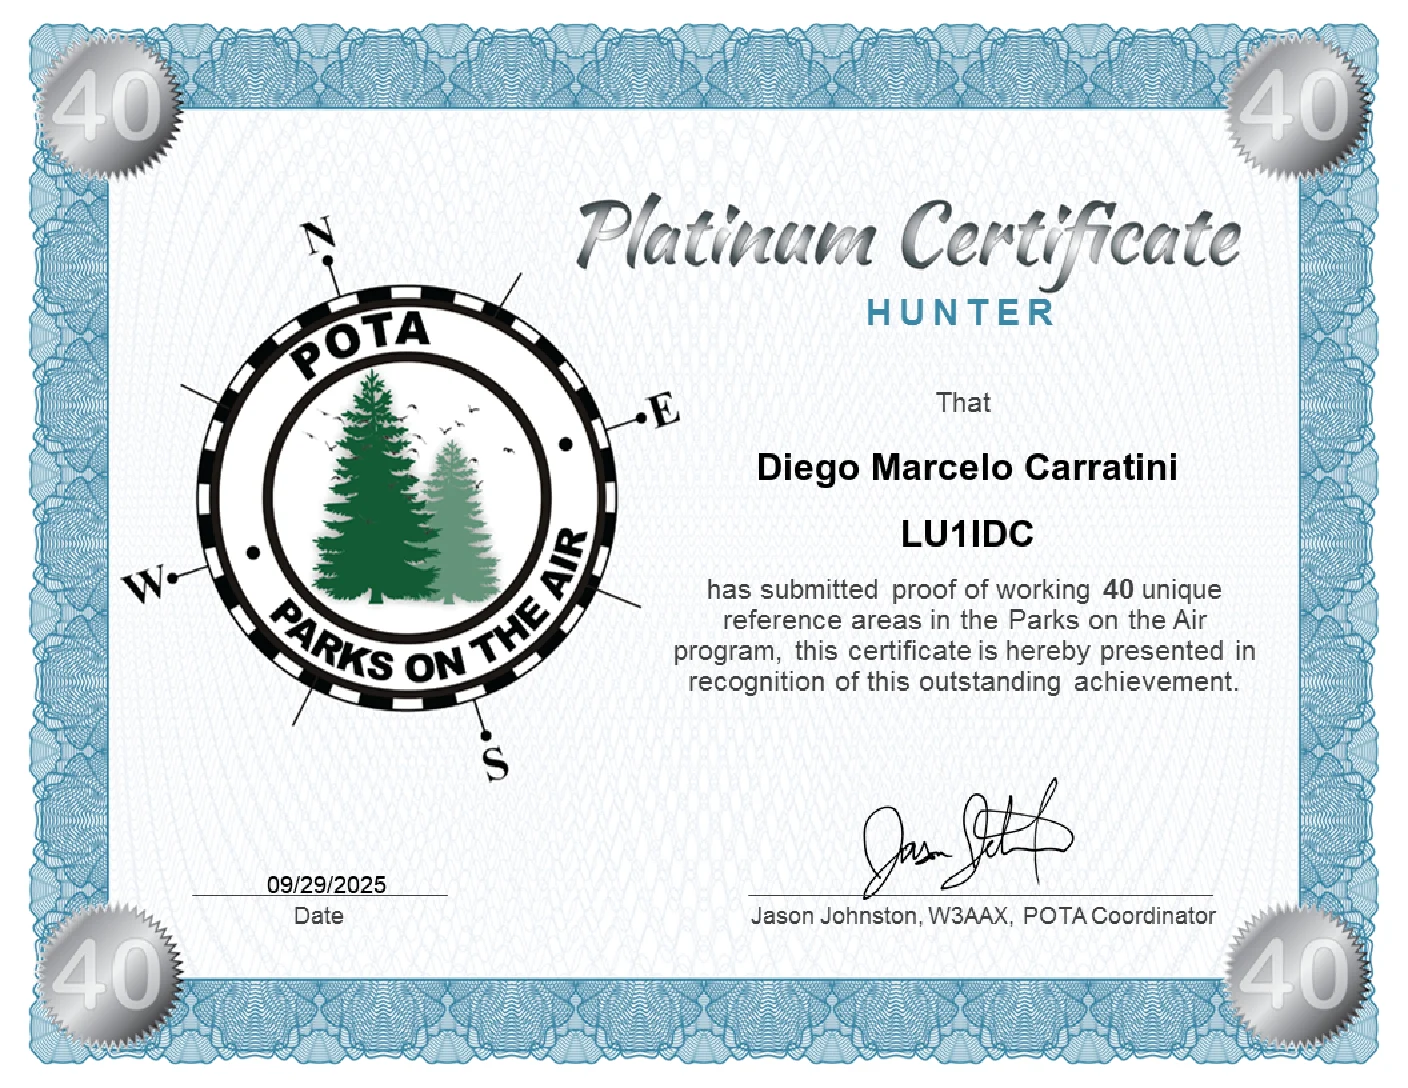 40
40
Platinum Certificate
HUNTER
N
POTA
E
W
S
PARKS ON THE AIR
That
Diego Marcelo Carratini
LU1IDC
has submitted proof of working 40 unique
reference areas in the Parks on the Air
program, this certificate is hereby presented in
recognition of this outstanding achievement.
09/29/2025
Date
Jason Johnston, W3AAX, POTA Coordinator
40
40